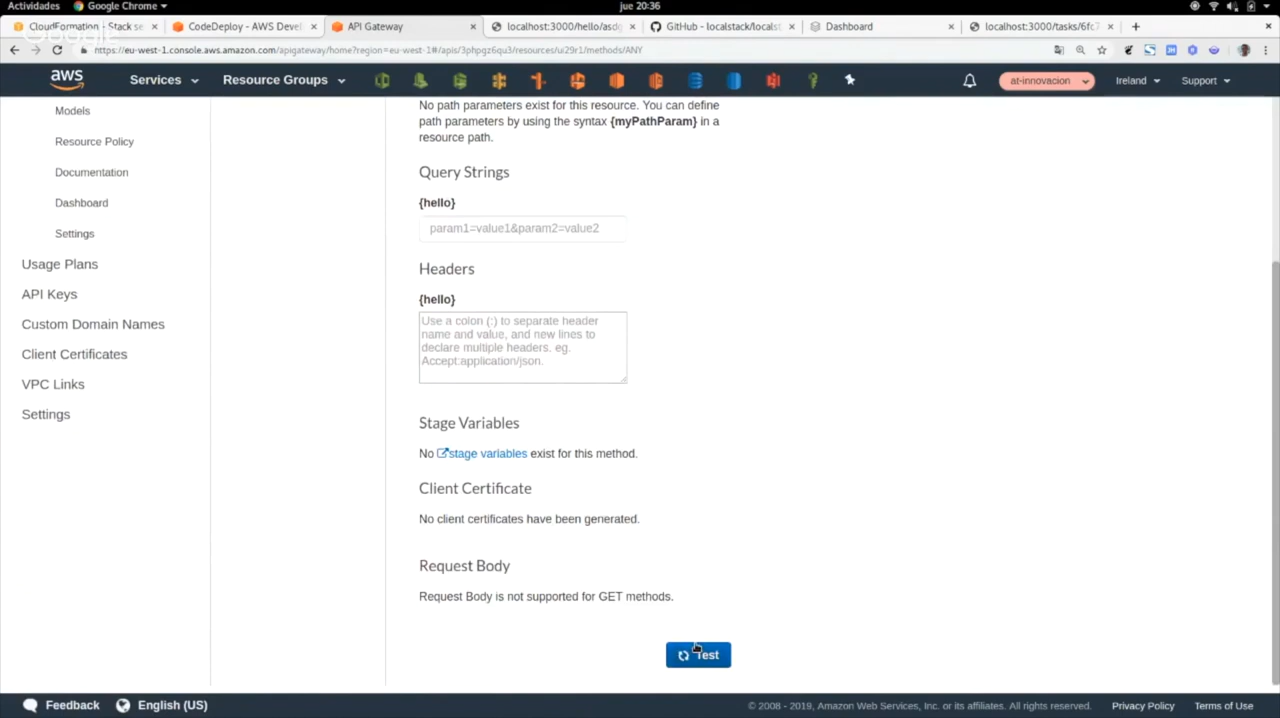 Actividades Google Chrome jue 20:36
CloudFormation - Stack se CodeDeploy - AWS Devel API Gateway localhost:3000/hello/asdg GitHub - localstack/localst Dashboard localhost:3000/tasks/6fc7
https://eu-west-1.console.aws.amazon.com/apigateway/home?region=eu-west-1#/apis/3hpgz6qu3/resources/ui29r1/methods/ANY
aws Services Resource Groups at-innovacion Ireland Support
Models
Resource Policy
Documentation
Dashboard
Settings
Usage Plans
API Keys
Custom Domain Names
Client Certificates
VPC Links
Settings
No path parameters exist for this resource. You can define
path parameters by using the syntax {myPathParam} in a
resource path.
Query Strings
{hello}
param1=value1&param2=value2
Headers
{hello}
Use a colon (:) to separate header
name and value, and new lines to
declare multiple headers. eg.
Accept:application/json.
Stage Variables
No stage variables exist for this method.
Client Certificate
No client certificates have been generated.
Request Body
Request Body is not supported for GET methods.
Test
Feedback English (US) © 2008 - 2019, Amazon Web Services, Inc. or its affiliates. All rights reserved. Privacy Policy Terms of Use